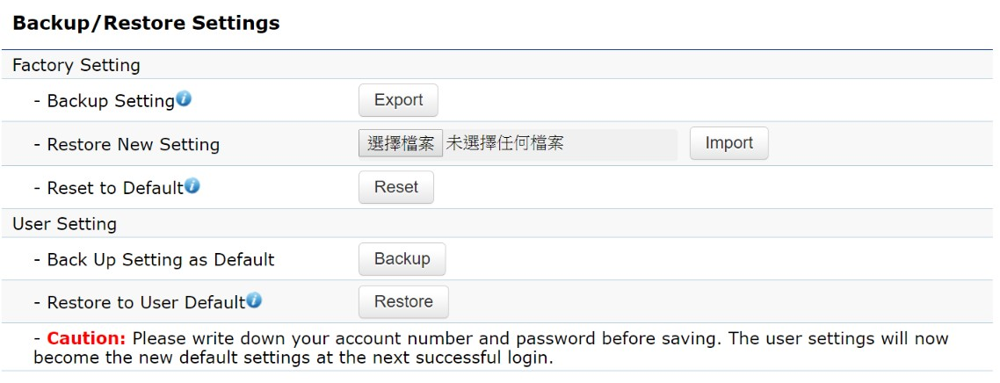 Backup/Restore Settings
Factory Setting
- Backup Setting
Export
- Restore New Setting
選擇檔案 未選擇任何檔案
Import
- Reset to Default
Reset
User Setting
- Back Up Setting as Default
Backup
- Restore to User Default
Restore
- Caution: Please write down your account number and password before saving. The user settings will now
become the new default settings at the next successful login.